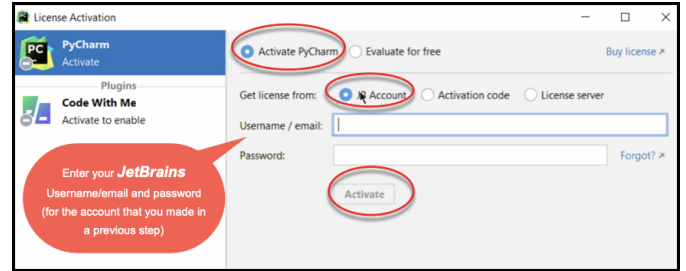 License Activation
PC
PyCharm
Activate
Plugins
Code With Me
Activate to enable
Activate PyCharm
Evaluate for free
Buy license
Get license from:
JB Account
Activation code
License server
Username / email:
Password:
Forgot?
Activate
Enter your JetBrains
Username/email and password
(for the account that you made in
a previous step)